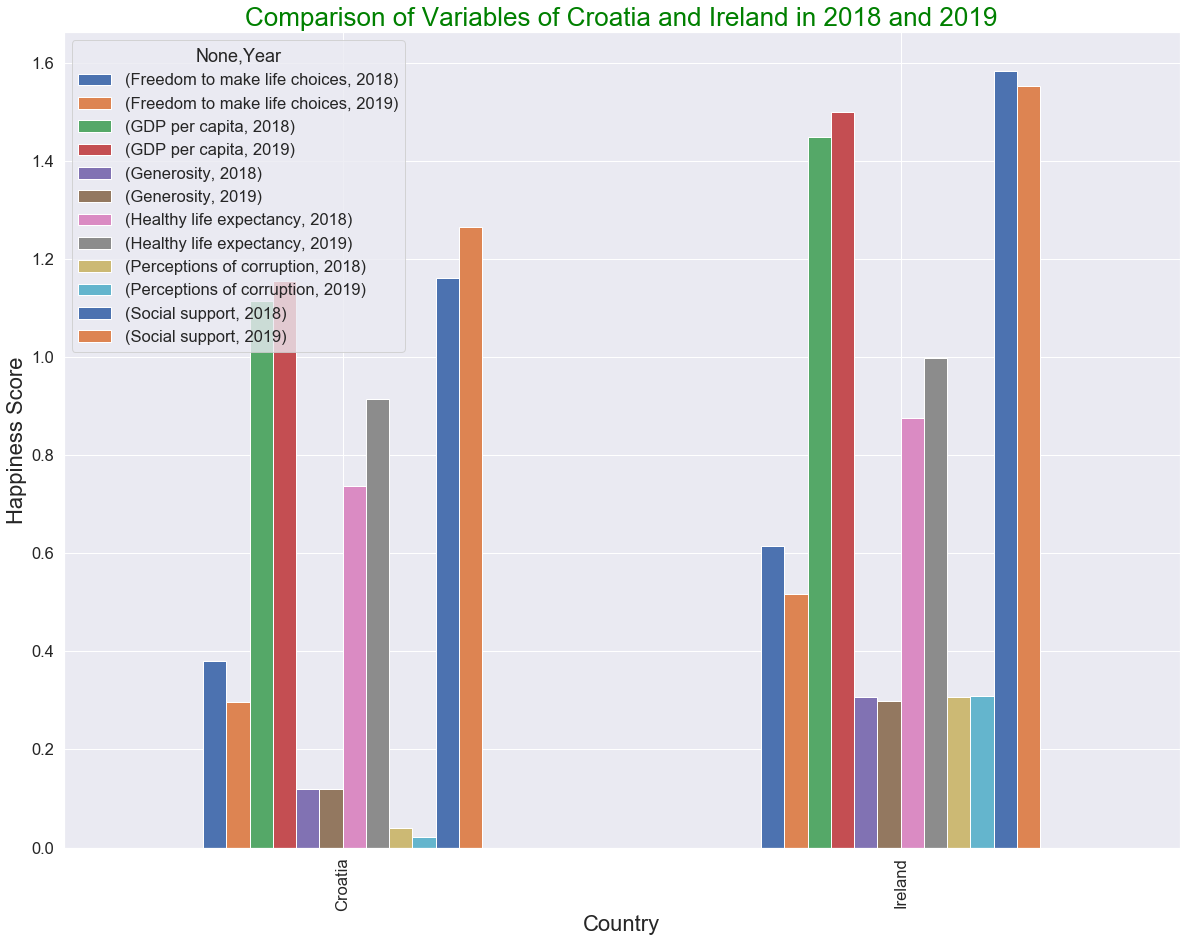 Comparison of Variables of Croatia and Ireland in 2018 and 2019
None,Year
(Freedom to make life choices, 2018)
(Freedom to make life choices, 2019)
(GDP per capita, 2018)
(GDP per capita, 2019)
(Generosity, 2018)
(Generosity, 2019)
(Healthy life expectancy, 2018)
(Healthy life expectancy, 2019)
(Perceptions of corruption, 2018)
(Perceptions of corruption, 2019)
(Social support, 2018)
(Social support, 2019)
Happiness Score
1.6
1.4
1.2
1.0
0.8
0.6
0.4
0.2
0.0
Croatia
Ireland
Country